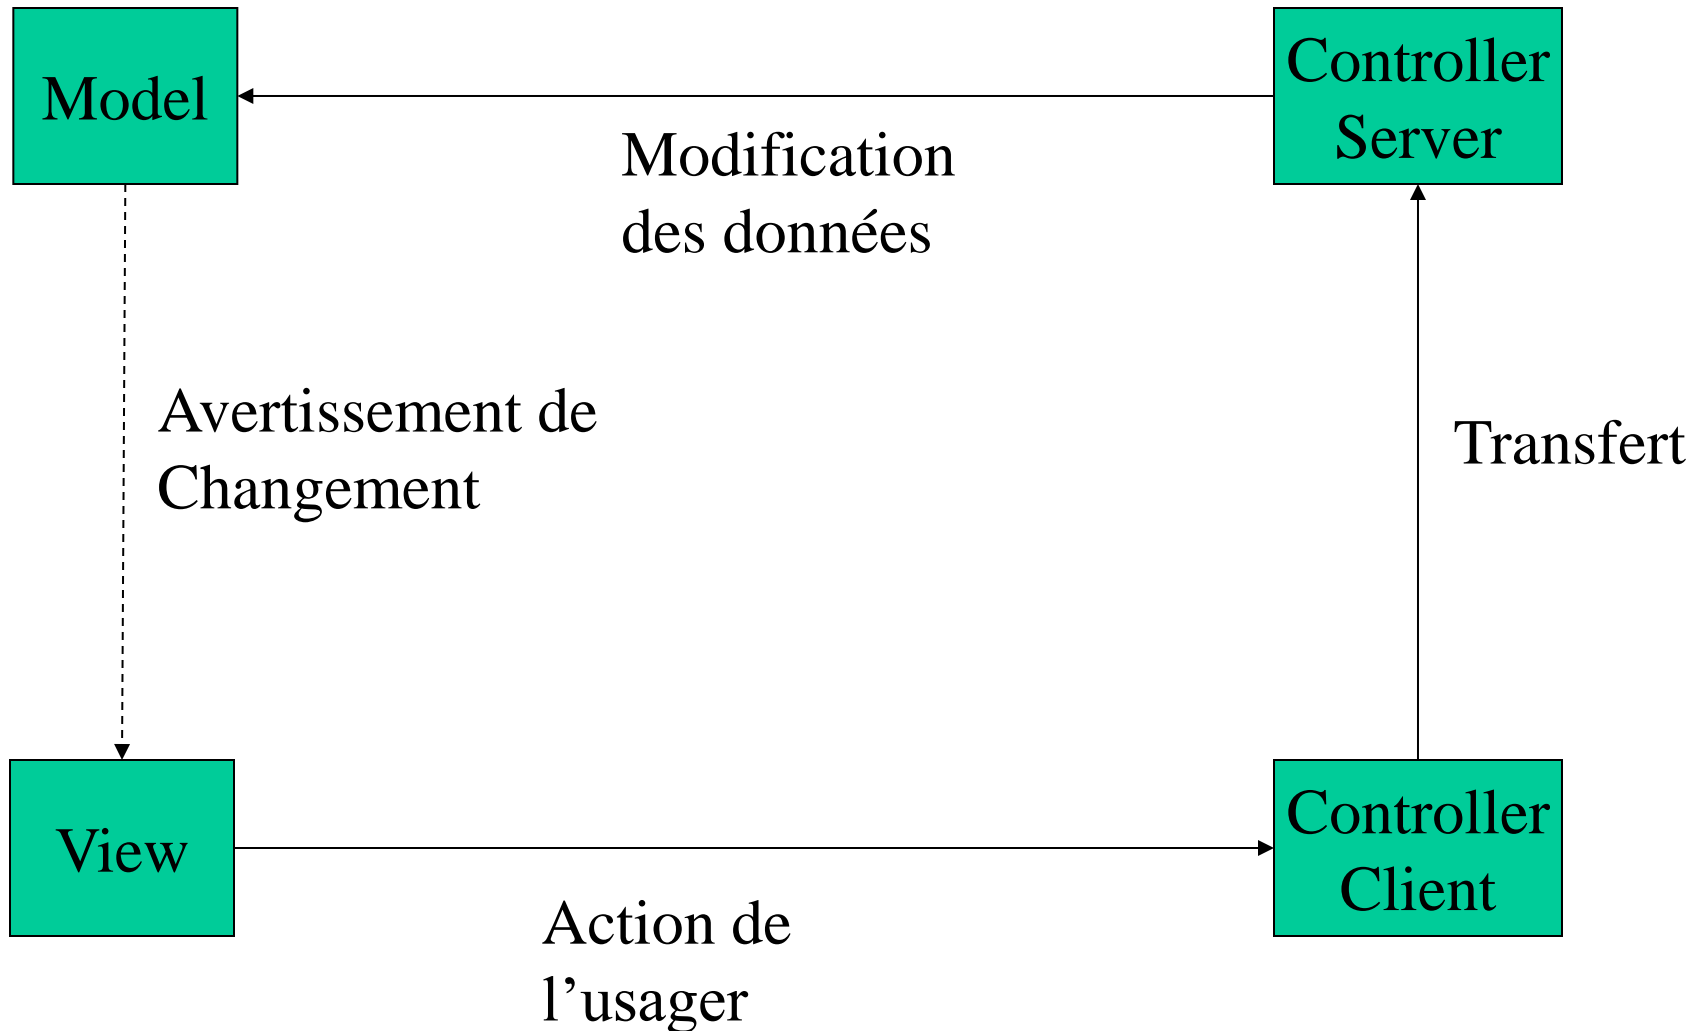 Model
Controller
Server
Modification
des données
Avertissement de
Changement
Transfert
View
Controller
Client
Action de
l’usager